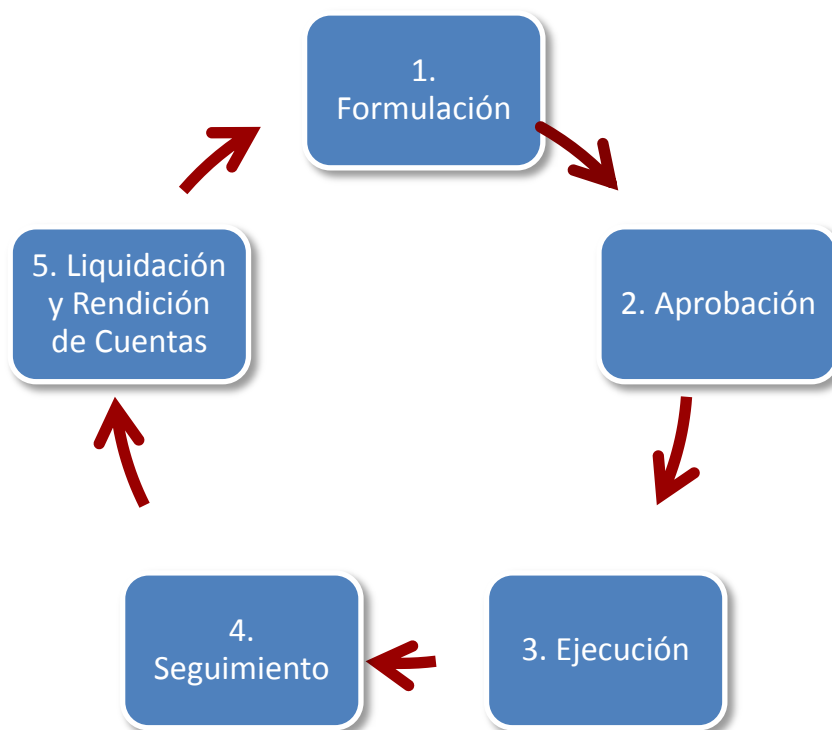 1.
Formulación
2. Aprobación
3. Ejecución
4.
Seguimiento
5. Liquidación
y Rendición
de Cuentas